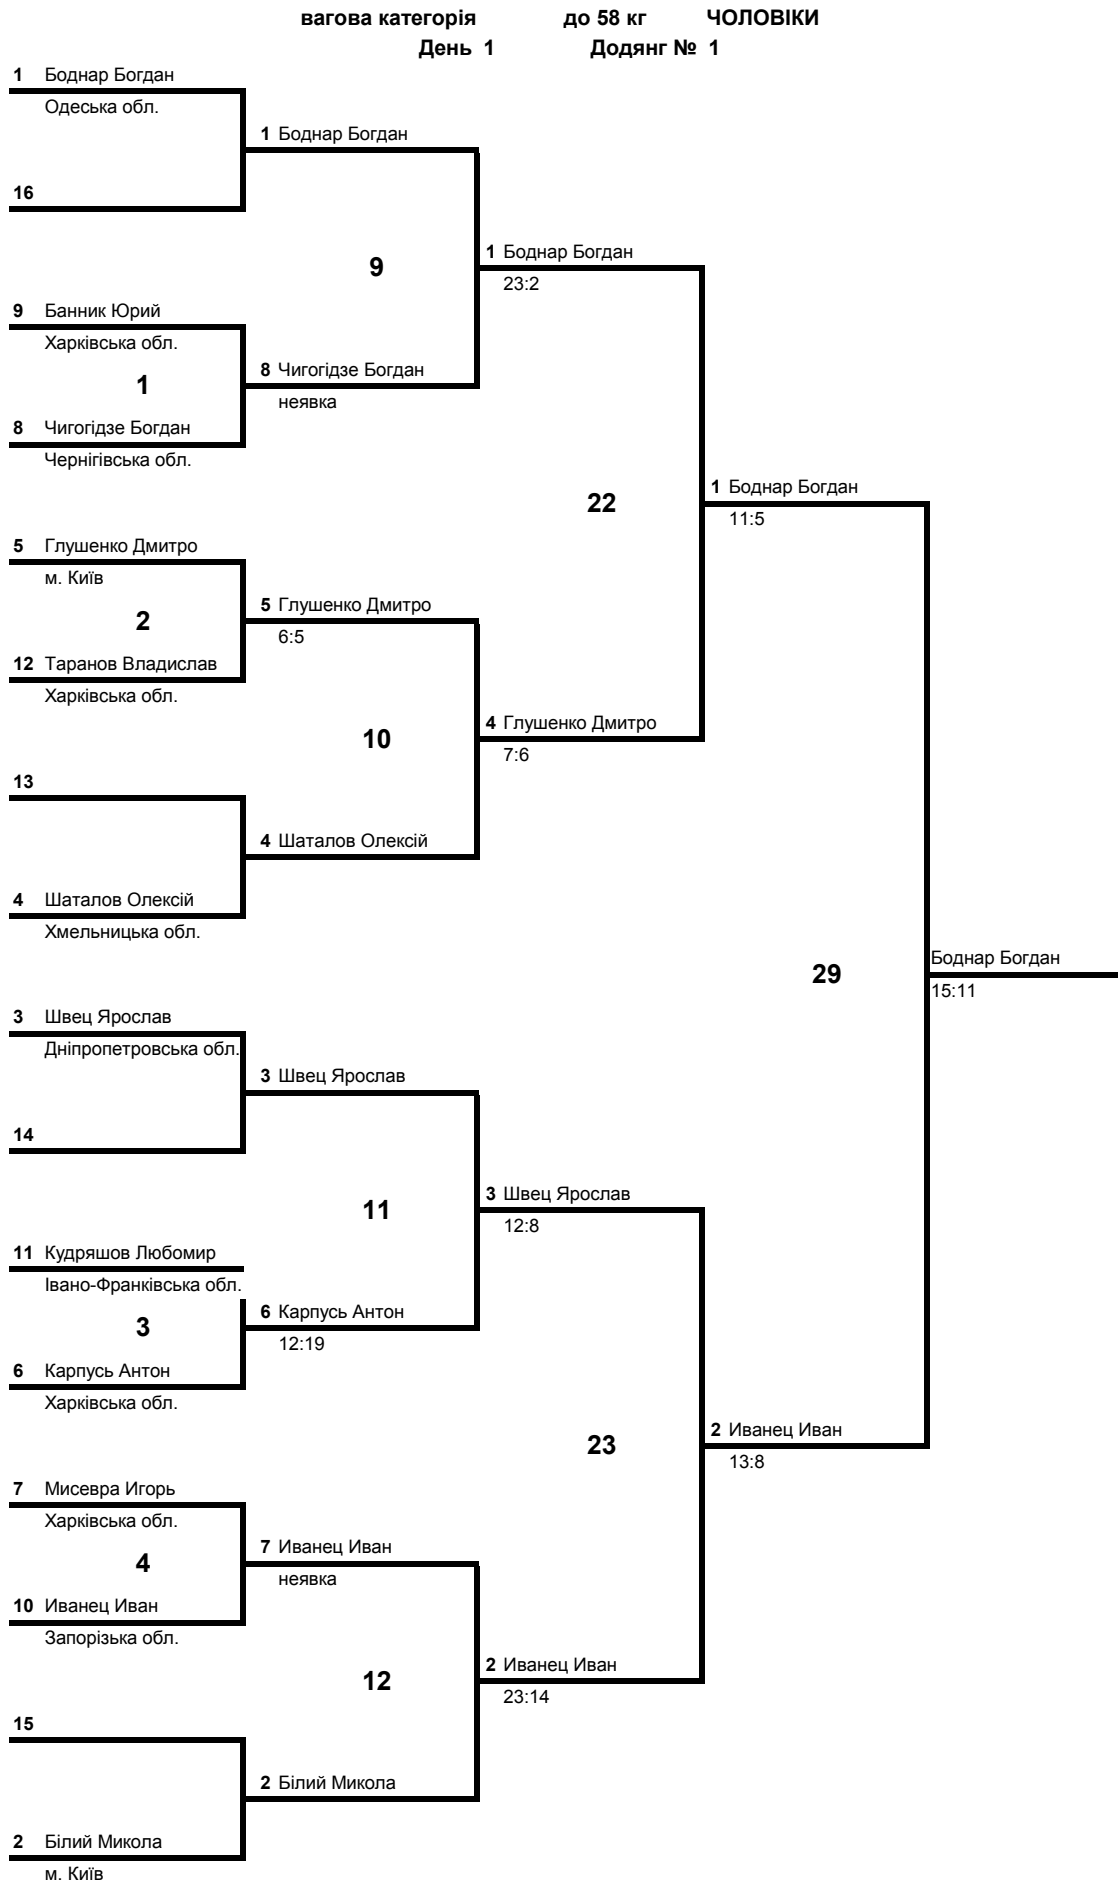 вагова категорія до 58 кг ЧОЛОВІКИ
День 1 Додянг № 1
1 Боднар Богдан
Одеська обл.
1 Боднар Богдан
16
1 Боднар Богдан
9
23:2
9 Банник Юрий
Харківська обл.
8 Чигогідзе Богдан
1
неявка
8 Чигогідзе Богдан
Чернігівська обл.
1 Боднар Богдан
22
11:5
5 Глушенко Дмитро
м. Київ
5 Глушенко Дмитро
2
6:5
12 Таранов Владислав
Харківська обл.
4 Глушенко Дмитро
10
7:6
13
4 Шаталов Олексій
4 Шаталов Олексій
Хмельницька обл.
Боднар Богдан
29
15:11
3 Швец Ярослав
Дніпропетровська обл.
3 Швец Ярослав
14
3 Швец Ярослав
11
12:8
11 Кудряшов Любомир
Івано-Франківська обл.
6 Карпусь Антон
3
12:19
6 Карпусь Антон
Харківська обл.
2 Иванец Иван
23
13:8
7 Мисевра Игорь
Харківська обл.
7 Иванец Иван
4
неявка
10 Иванец Иван
Запорізька обл.
2 Иванец Иван
12
23:14
15
2 Білий Микола
2 Білий Микола
м. Київ